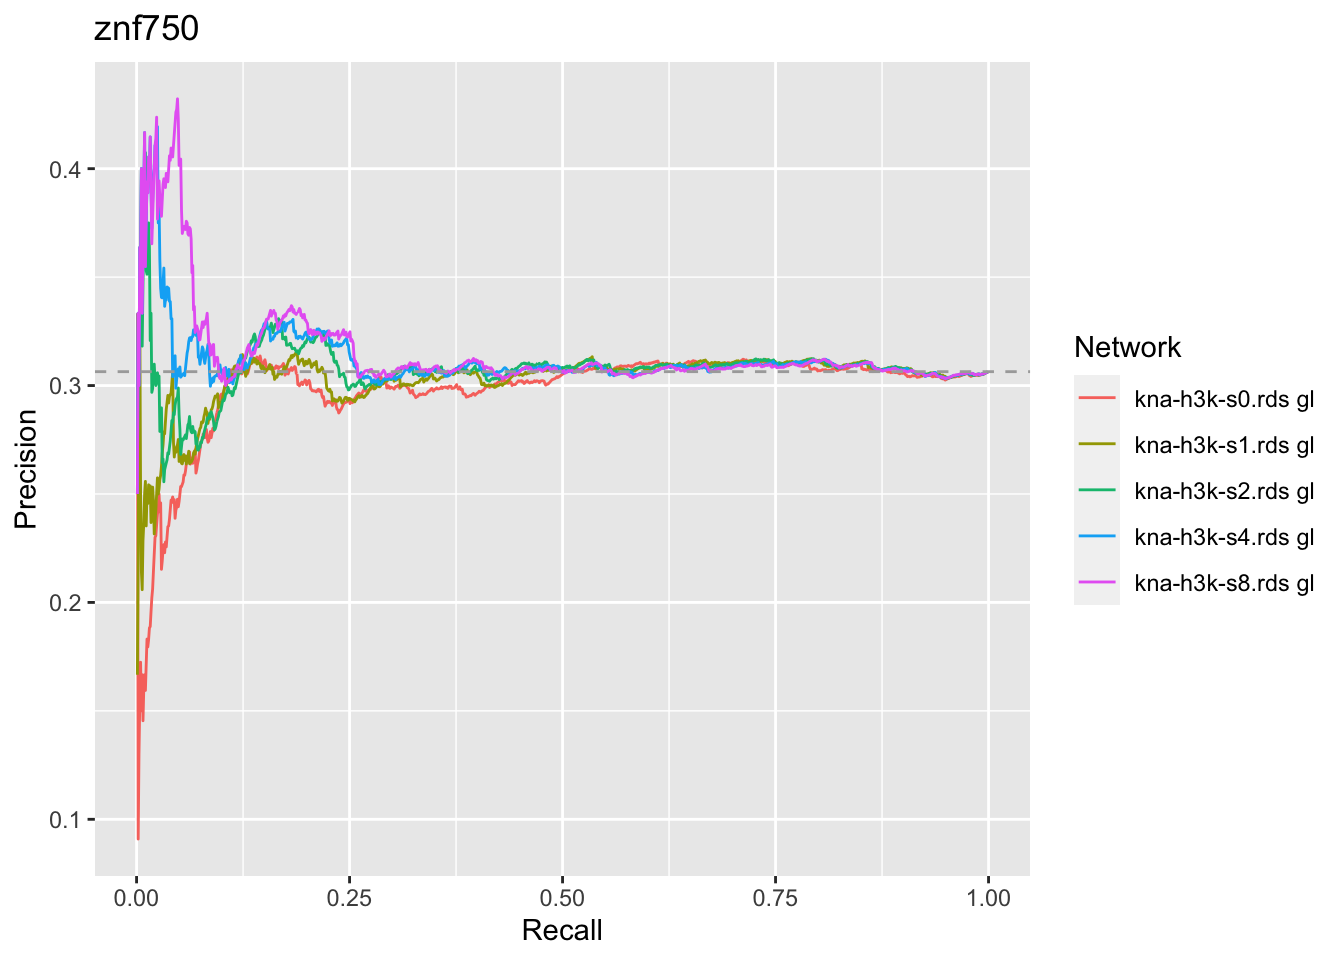 znf750
Precision
0.4
0.3
0.2
0.1
0.00 0.25 0.50 0.75 1.00
Recall
Network
kna-h3k-s0.rds gl
kna-h3k-s1.rds gl
kna-h3k-s2.rds gl
kna-h3k-s4.rds gl
kna-h3k-s8.rds gl